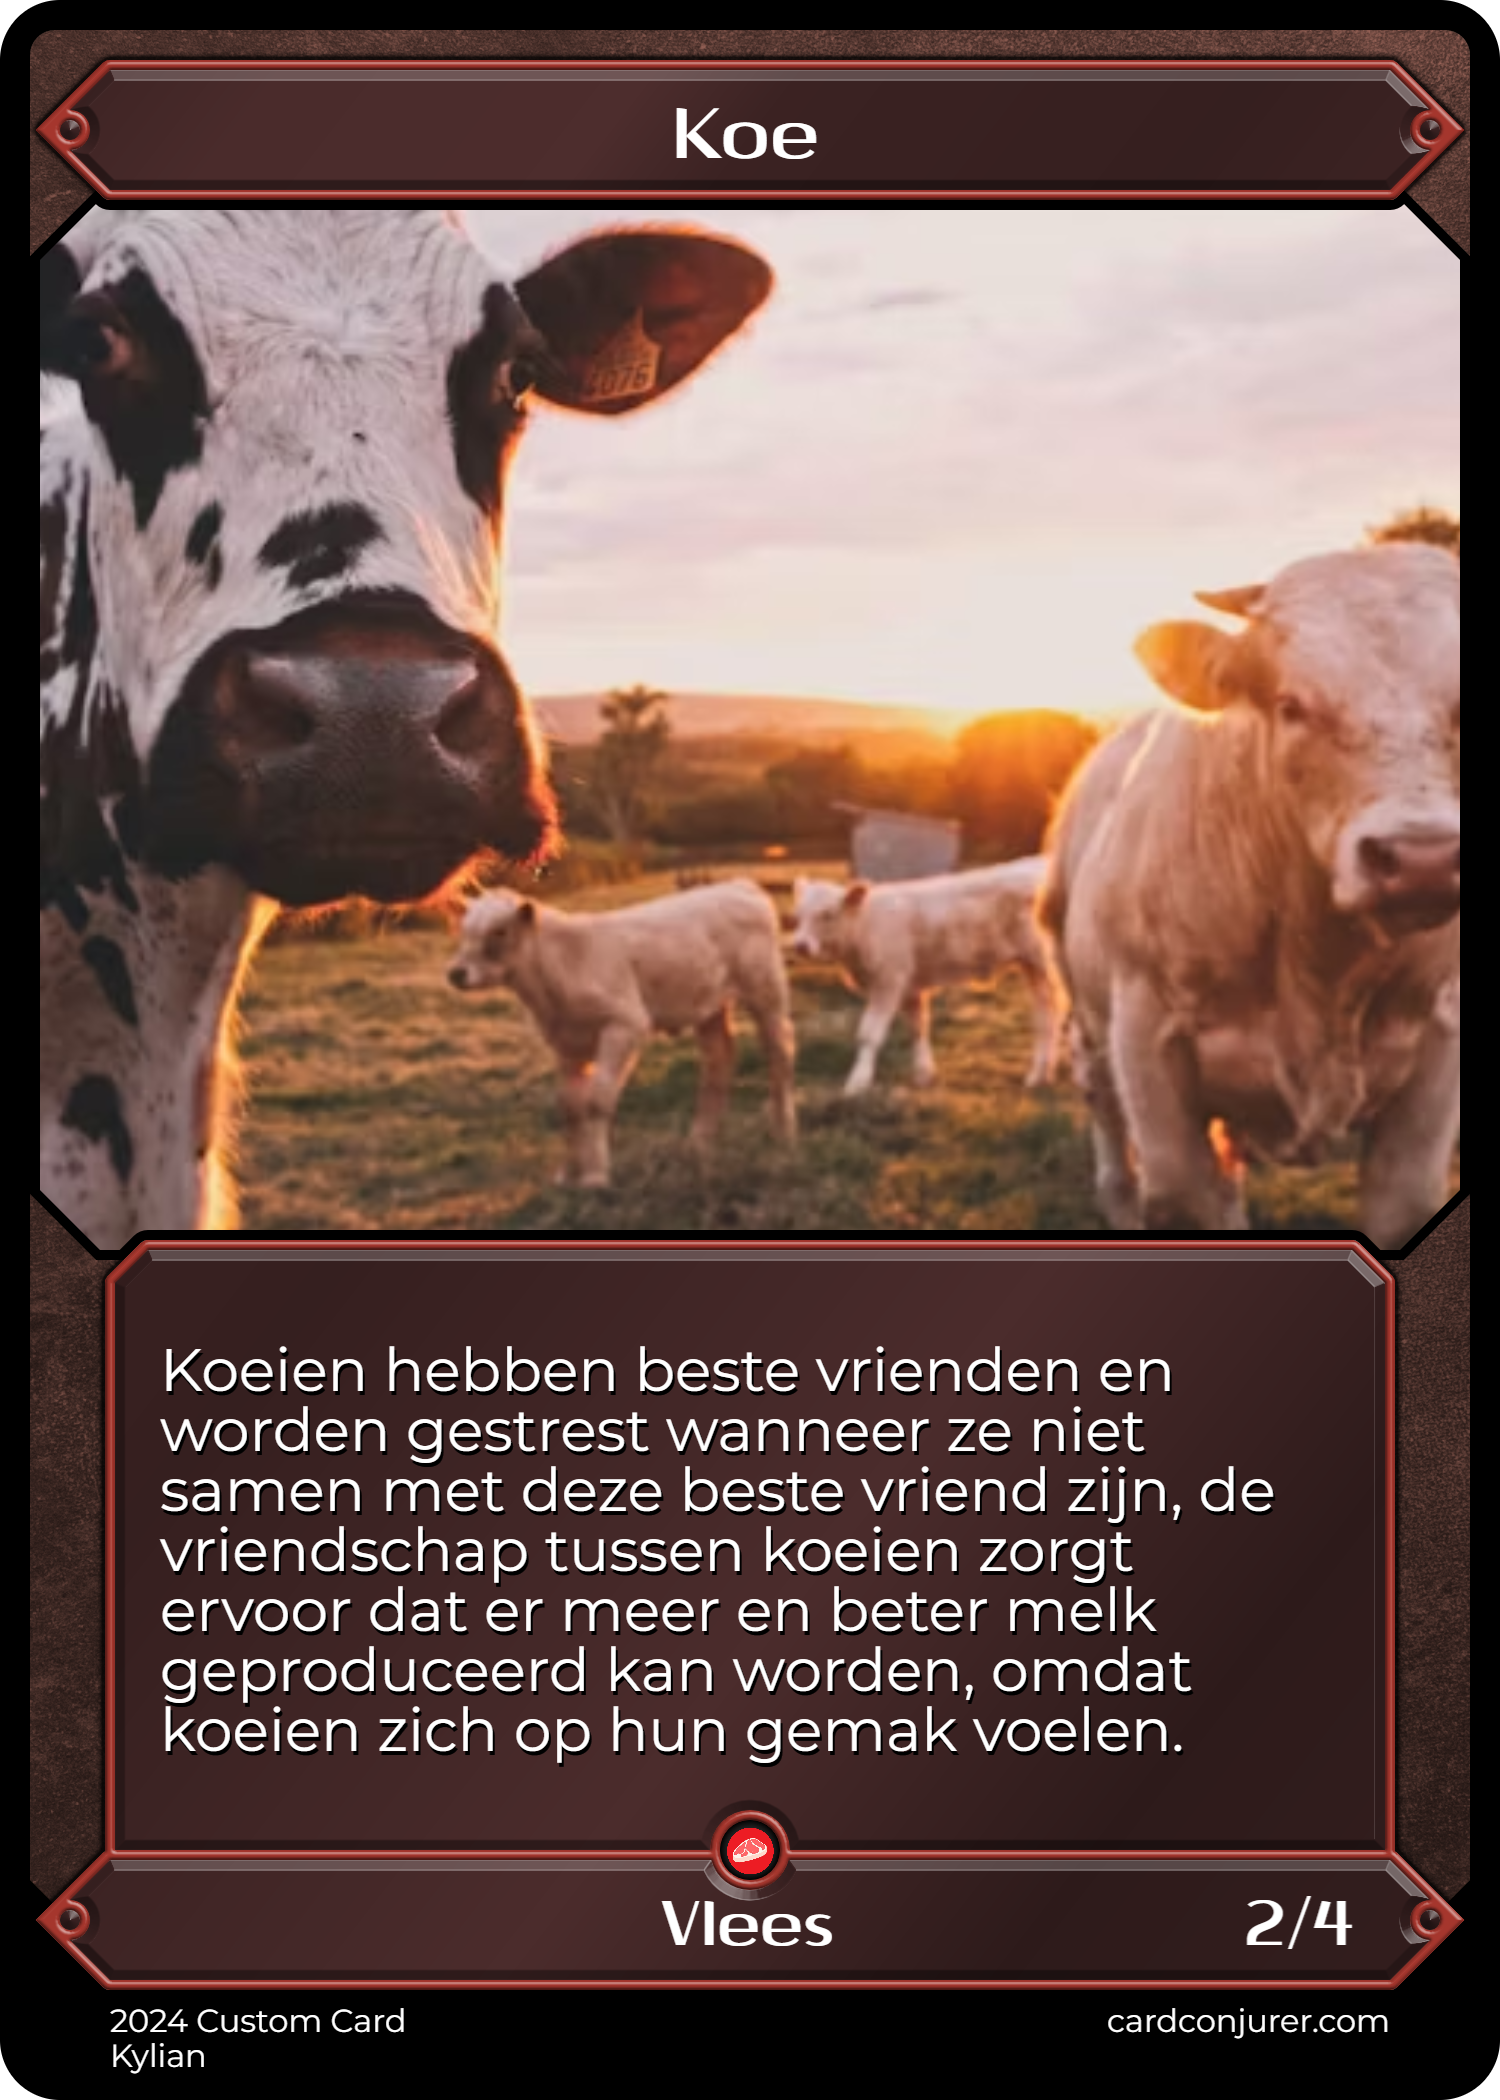 Koe
Koeien hebben beste vrienden en
worden gestrest wanneer ze niet
samen met deze beste vriend zijn, de
vriendschap tussen koeien zorgt
ervoor dat er meer en beter melk
geproduceerd kan worden, omdat
koeien zich op hun gemak voelen.
Vlees
2/4
2024 Custom Card
Kylian
cardconjurer.com